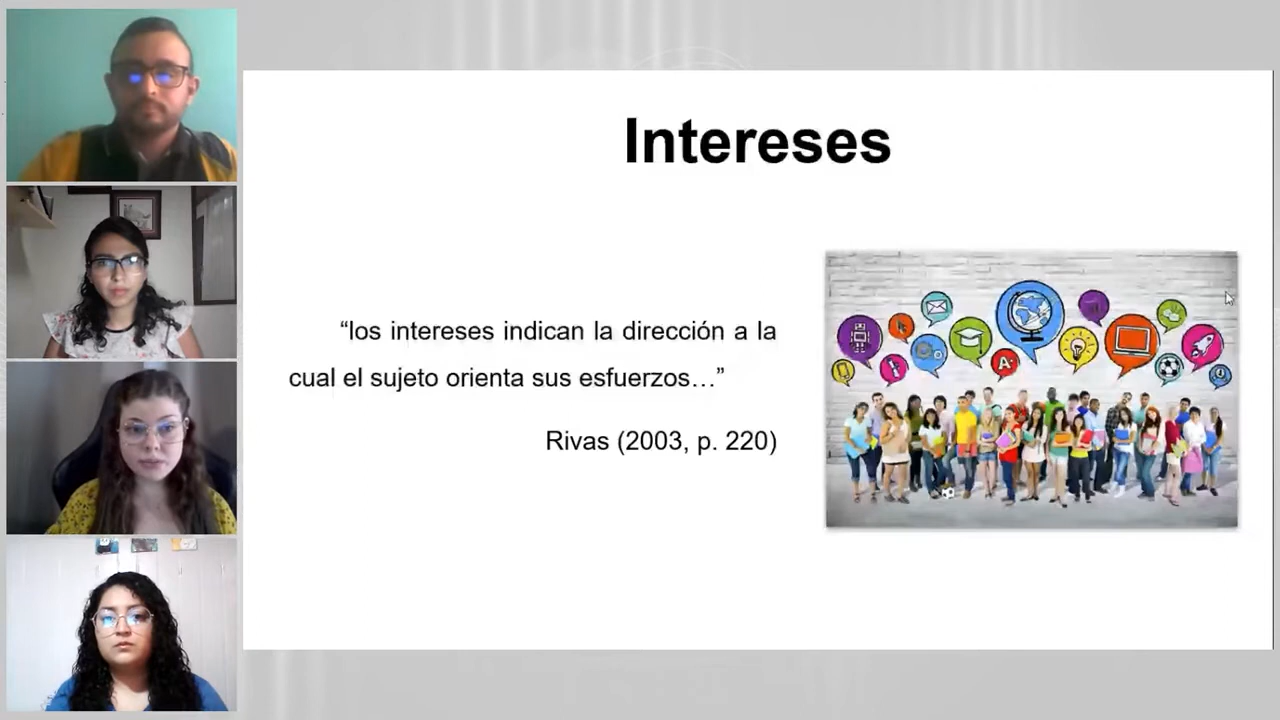 Intereses
“los intereses indican la dirección a la
cual el sujeto orienta sus esfuerzos…”
Rivas (2003, p. 220)
A+